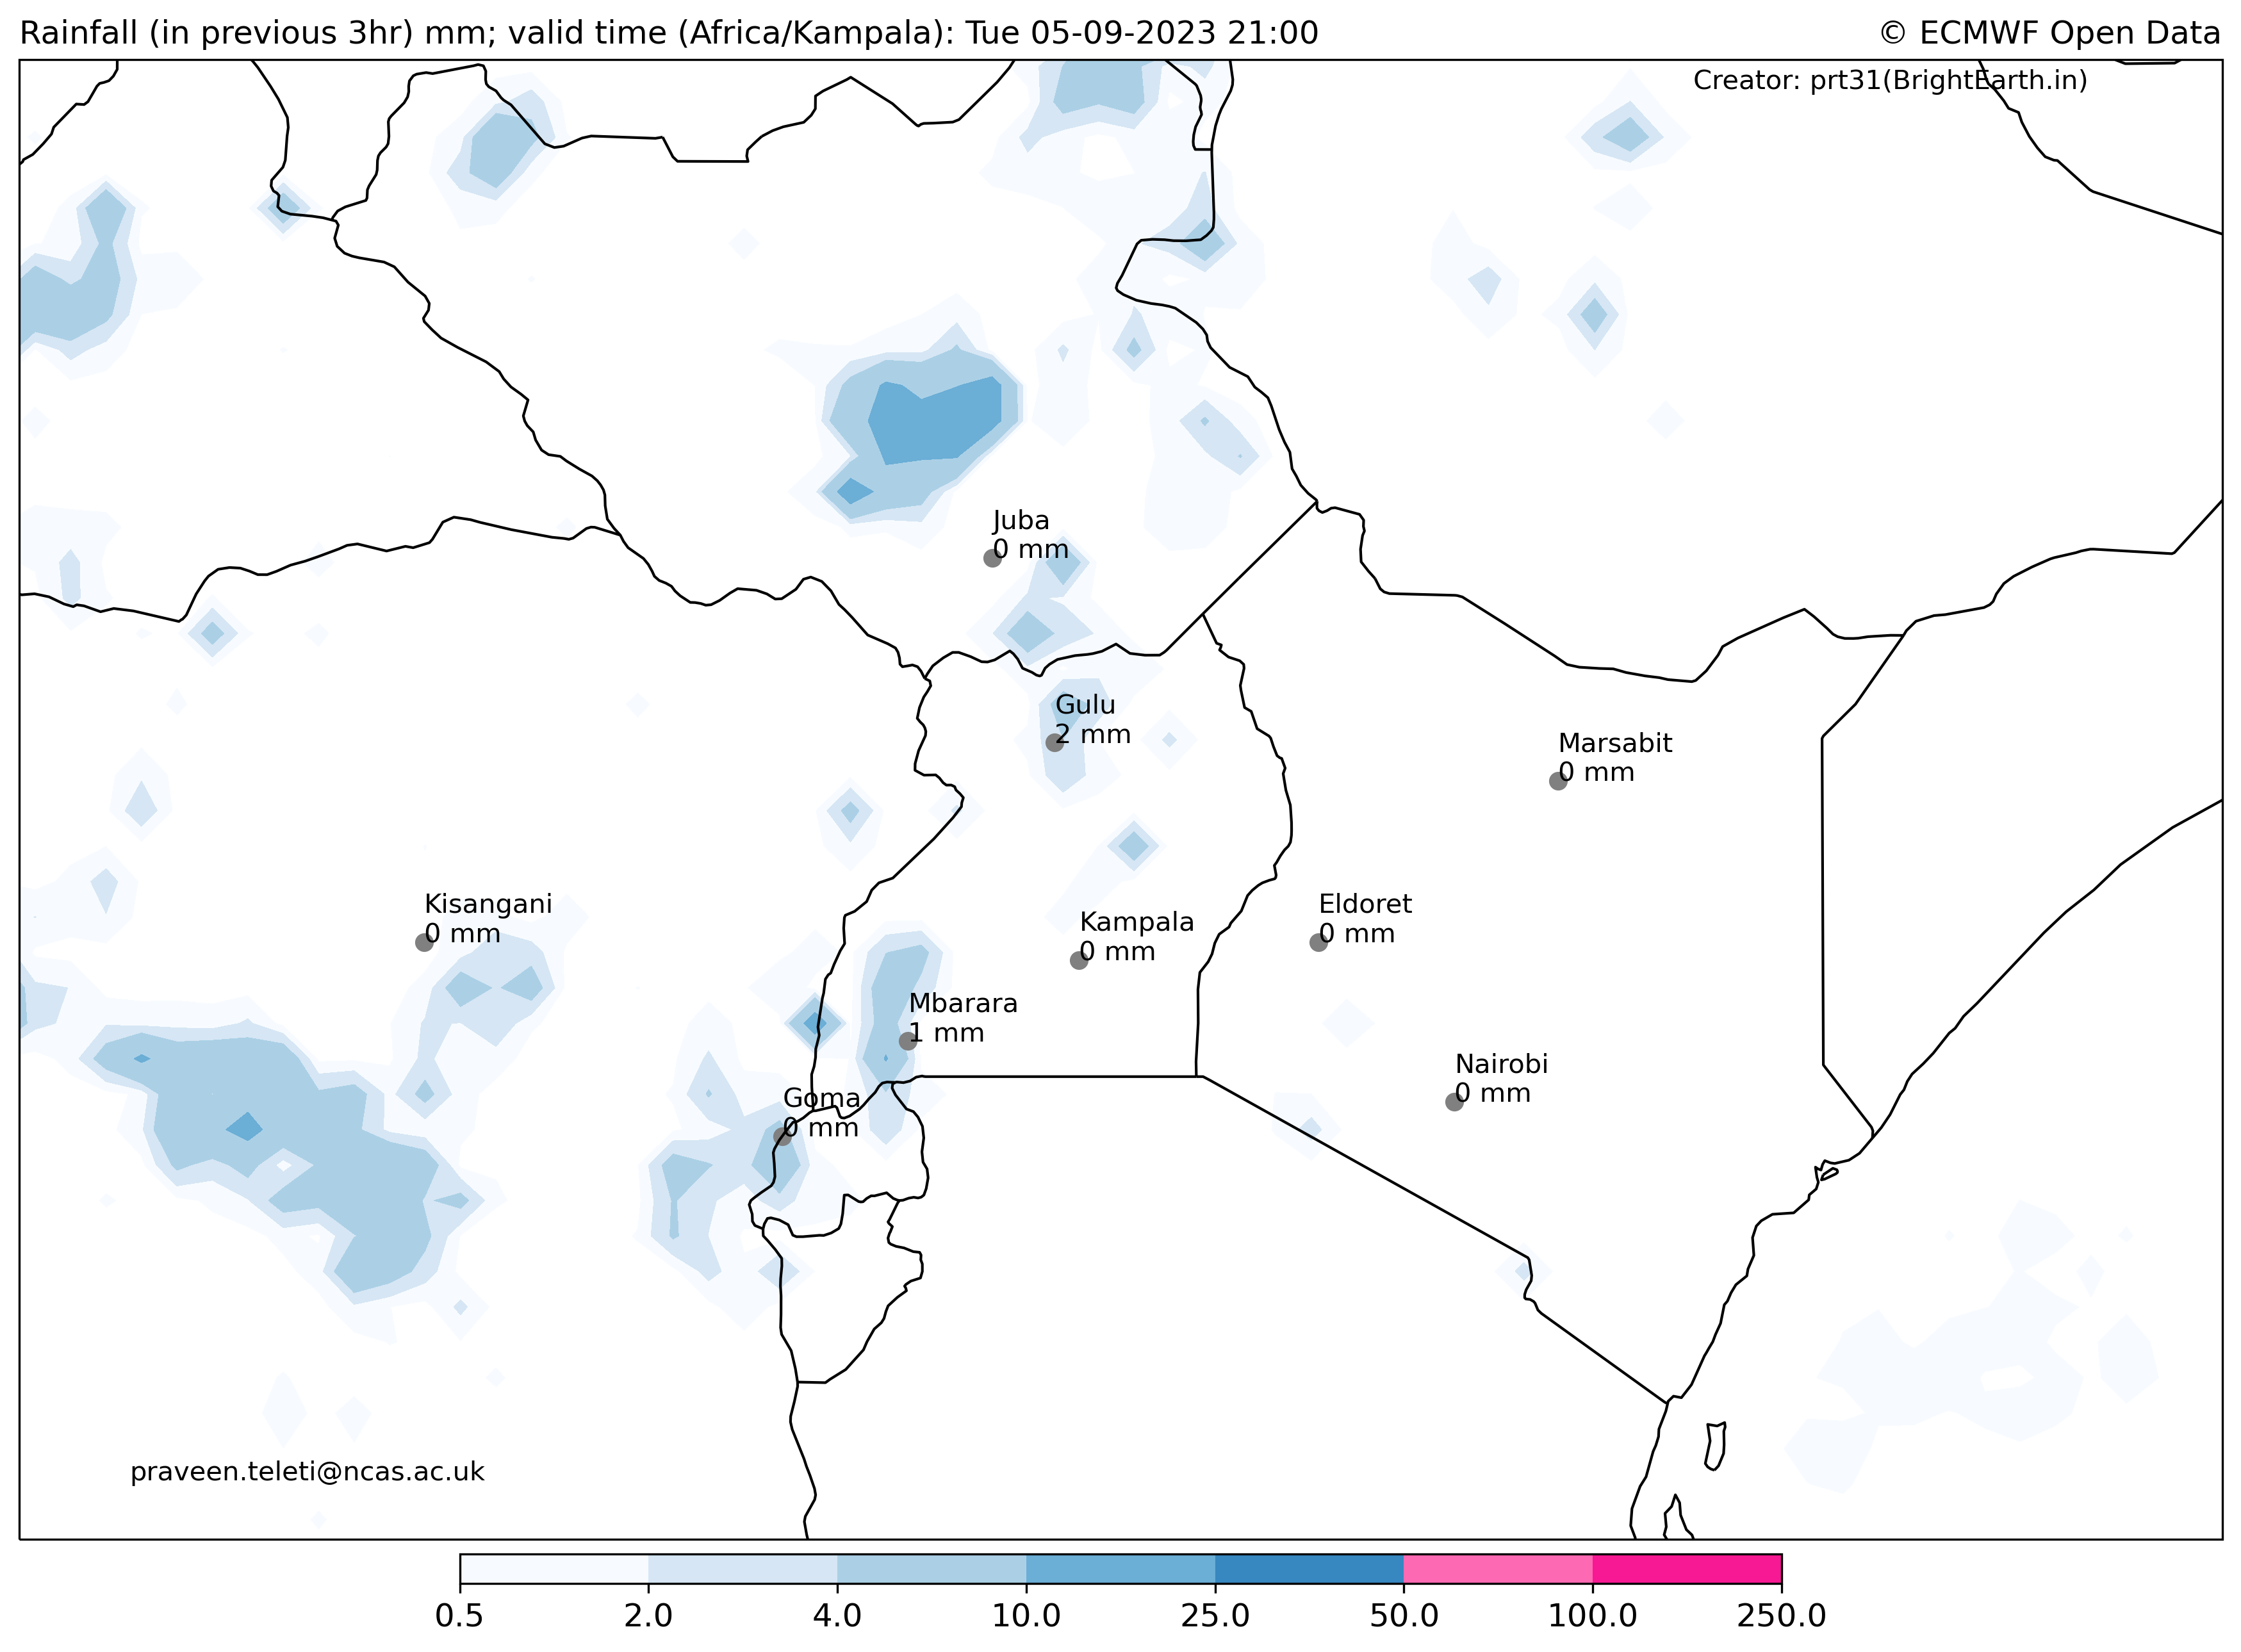 Rainfall (in previous 3hr) mm; valid time (Africa/Kampala): Tue 05-09-2023 21:00
© ECMWF Open Data
Creator: prt31(BrightEarth.in)
Juba
0 mm
Gulu
2 mm
Marsabit
0 mm
Kisangani
0 mm
Kampala
0 mm
Eldoret
0 mm
Mbarara
1 mm
Nairobi
0 mm
Goma
0 mm
praveen.teleti@ncas.ac.uk
0.5 2.0 4.0 10.0 25.0 50.0 100.0 250.0